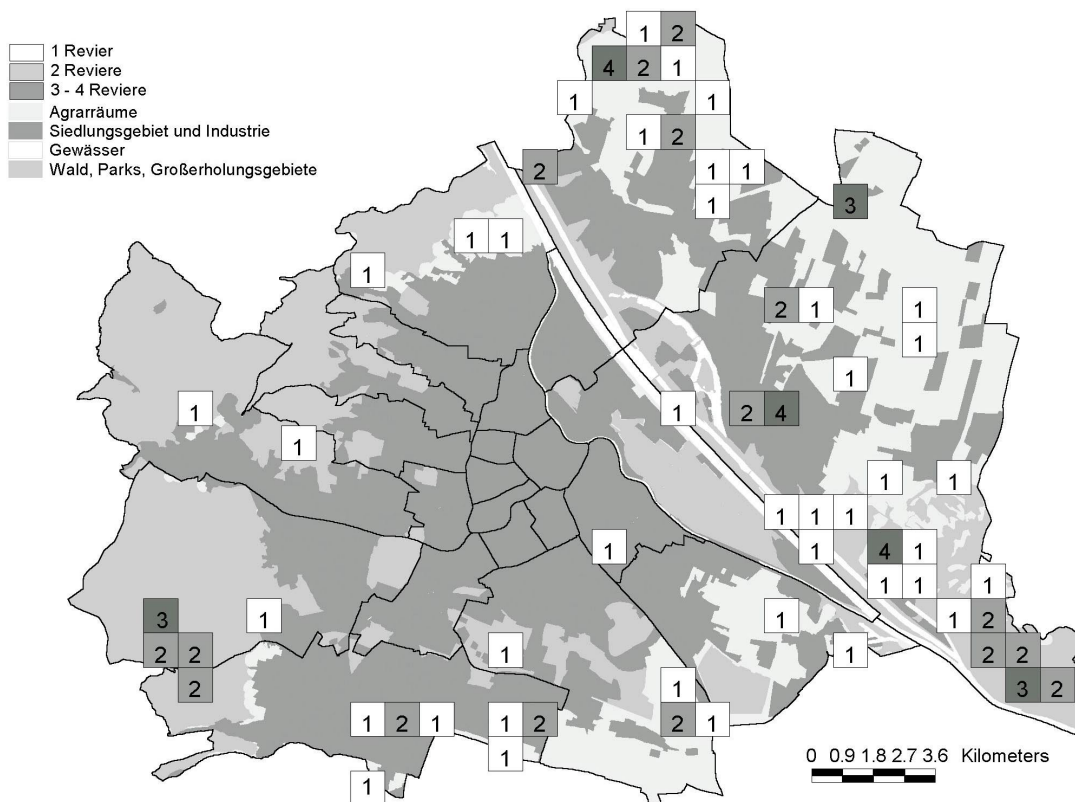 1 Revier
2 Reviere
3 - 4 Reviere
Agrarräume
Siedlungsgebiet und Industrie
Gewässer
Wald, Parks, Großerholungsgebiete
1 2
4 2 1
1 1
1 2
2 1 1
3 1
1 1
1
2 1 1
1
1
1 1 2 4
1
1 1
1 1 1
1 1 4 1
1 1 1
3 1 1 1 2
2 2 1 1 2 2
2 1 3 2
1 2 1 1 2 2 1
1
1
0 0.9 1.8 2.7 3.6 Kilometers